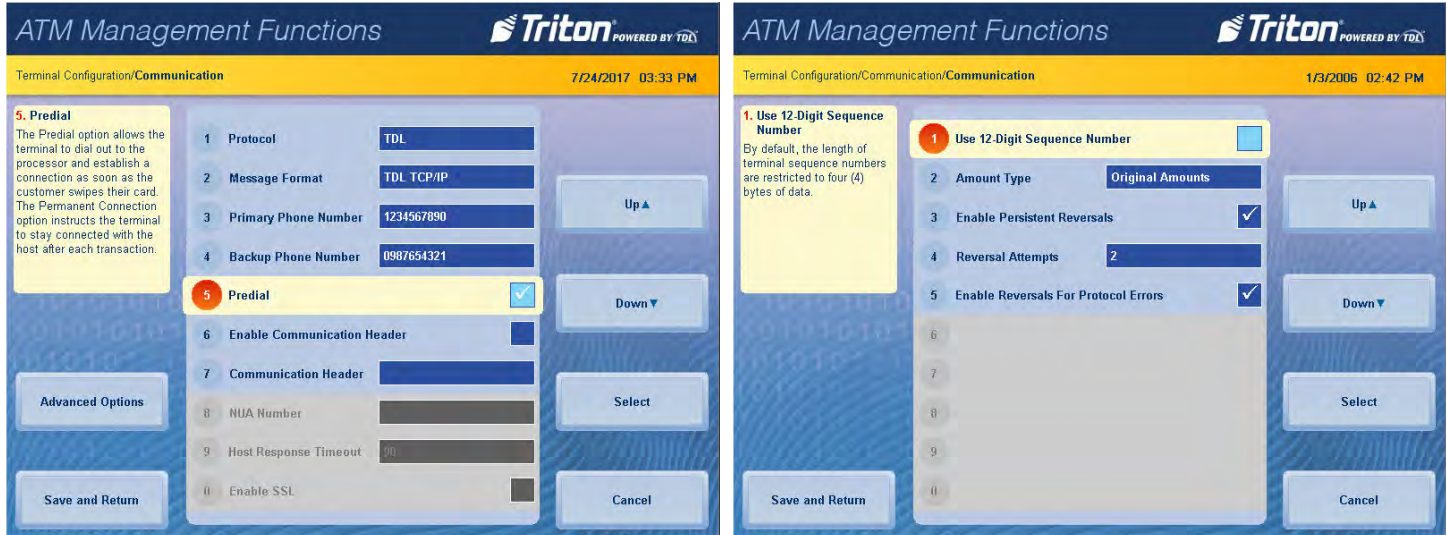 ATM Management Functions
Triton POWERED BY TDL
Terminal Configuration/Communication
7/24/2017 03:33 PM
5. Predial
The Predial option allows the
terminal to dial out to the
processor and establish a
connection as soon as the
customer swipes their card.
The Permanent Connection
option instructs the terminal
to stay connected with the
host after each transaction.
1 Protocol TDL
2 Message Format TDL TCP/IP
3 Primary Phone Number 1234567890
4 Backup Phone Number 0987654321
5 Predial
6 Enable Communication Header
7 Communication Header
8 NUA Number
9 Host Response Timeout 90
0 Enable SSL
Advanced Options
Save and Return
Up
Down
Select
Cancel
ATM Management Functions
Triton POWERED BY TDL
Terminal Configuration/Communication/Communication
1/3/2006 02:42 PM
1. Use 12-Digit Sequence
Number
By default, the length of
terminal sequence numbers
are restricted to four (4)
bytes of data.
1 Use 12-Digit Sequence Number
2 Amount Type Original Amounts
3 Enable Persistent Reversals
4 Reversal Attempts 2
5 Enable Reversals For Protocol Errors
6
7
8
9
0
Save and Return
Up
Down
Select
Cancel